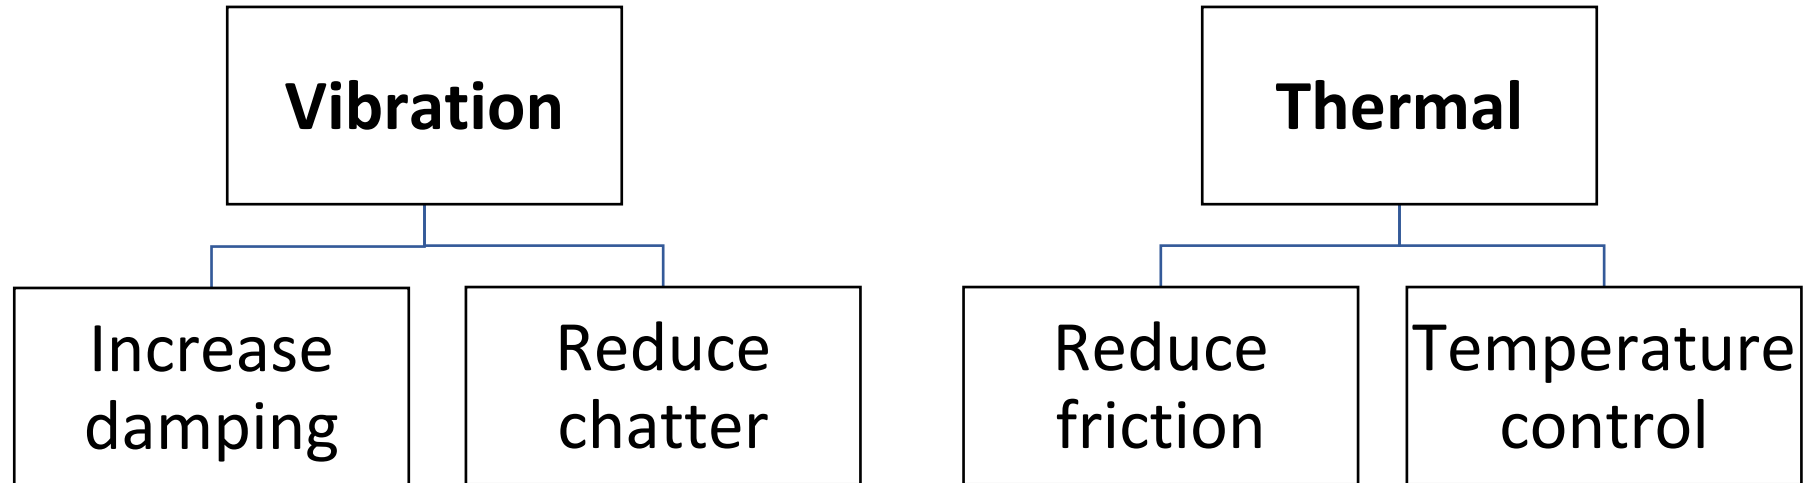 Vibration
Thermal
Increase
damping
Reduce
chatter
Reduce
friction
Temperature
control